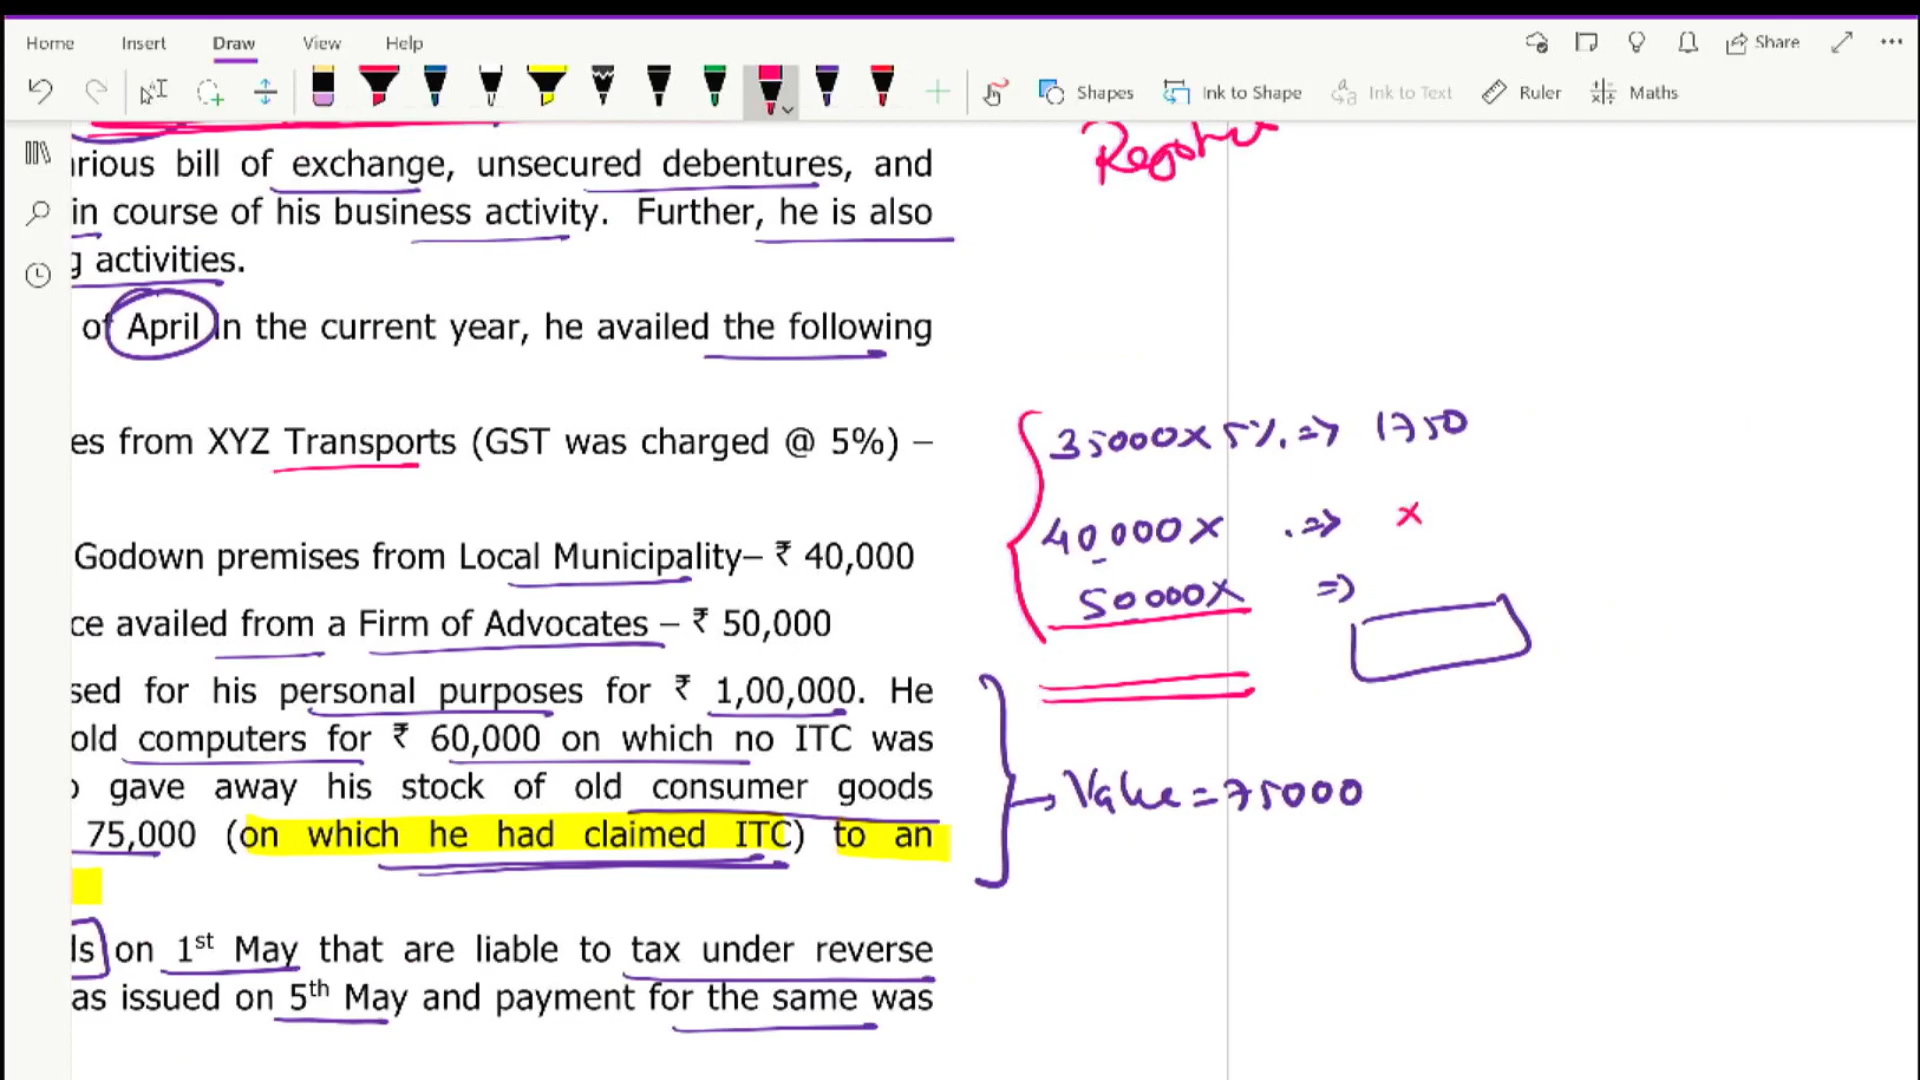 Home Insert Draw View Help Share
Shapes Ink to Shape Ink to Text Ruler Maths
rious bill of exchange, unsecured debentures, and
in course of his business activity. Further, he is also
activities.
of April in the current year, he availed the following
es from XYZ Transports (GST was charged @ 5%) –
Godown premises from Local Municipality– ₹ 40,000
ce availed from a Firm of Advocates – ₹ 50,000
sed for his personal purposes for ₹ 1,00,000. He
old computers for ₹ 60,000 on which no ITC was
gave away his stock of old consumer goods
75,000 (on which he had claimed ITC) to an
ls on 1st May that are liable to tax under reverse
as issued on 5th May and payment for the same was
35000 x 5% => 1750
40,000 x => x
50000 x =>
→ Value = 75000